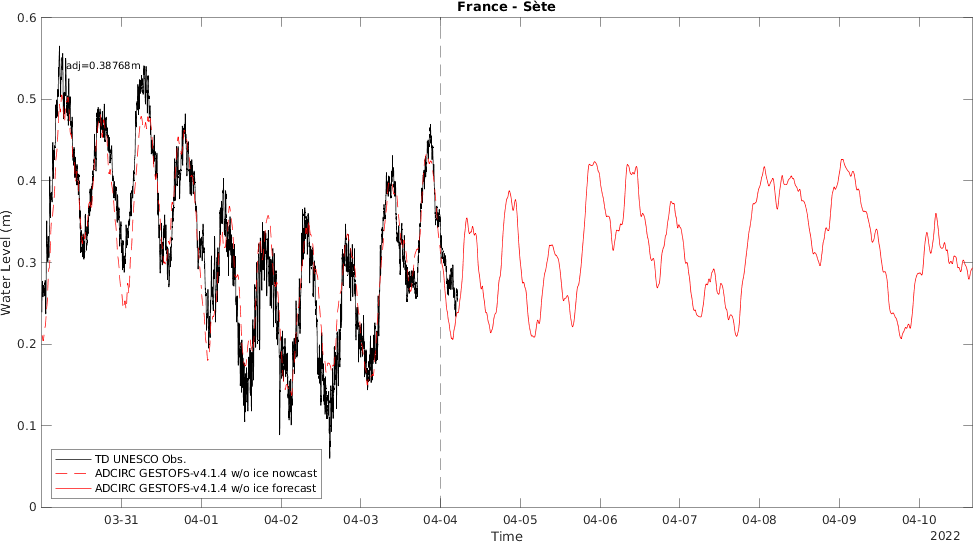 France - Sète
0.6
adj=0.38768m
0.5
0.4
0.3
0.2
0.1
0
Water Level (m)
TD UNESCO Obs.
ADCIRC GESTOFS-v4.1.4 w/o ice nowcast
ADCIRC GESTOFS-v4.1.4 w/o ice forecast
03-31 04-01 04-02 04-03 04-04 04-05 04-06 04-07 04-08 04-09 04-10
Time
2022